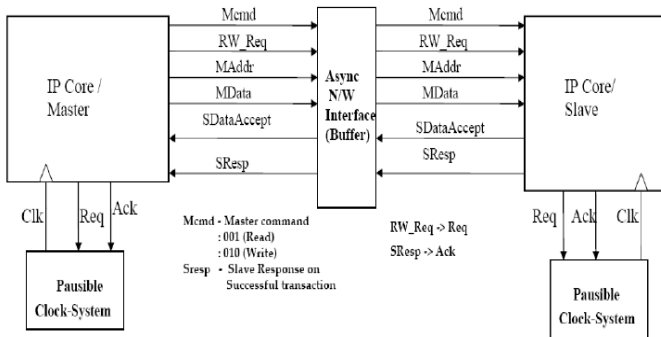 Mcmd
RW_Req
MAddr
MData
SDataAccept
SResp
IP Core /
Master
Async
N/W
Interface
(Buffer)
Mcmd
RW_Req
MAddr
MData
SDataAccept
SResp
IP Core/
Slave
Clk
Req
Ack
Pausible
Clock-System
Mcmd - Master command
: 001 (Read)
: 010 (Write)
Sresp - Slave Response on
Successful transaction
RW_Req -> Req
SResp -> Ack
Req
Ack
Clk
Pausible
Clock-System